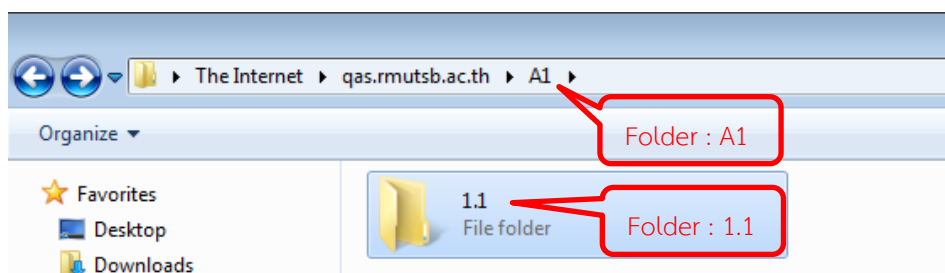 The Internet qas.rmutsb.ac.th A1
Organize
Folder : A1
Favorites
1.1
Desktop
File folder
Folder : 1.1
Downloads